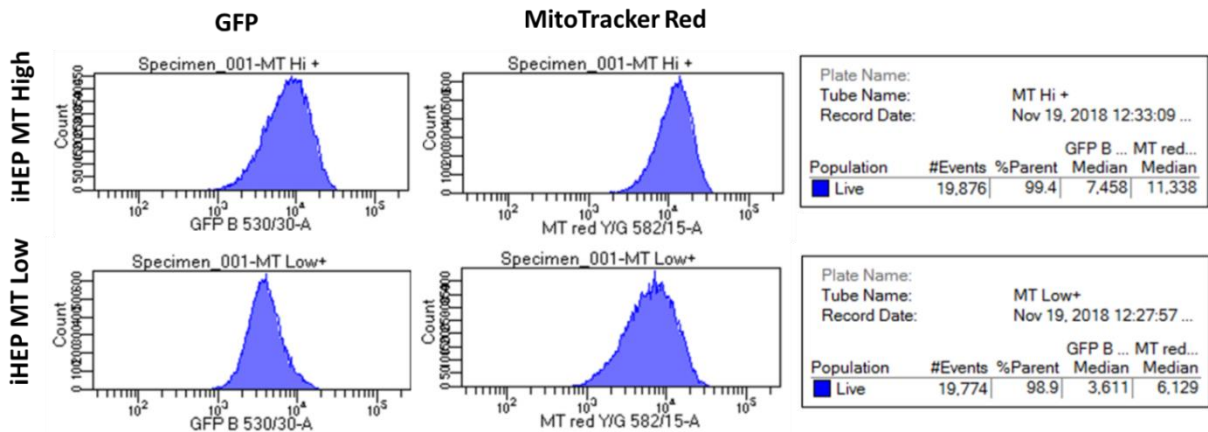 GFP
MitoTracker Red
iHEP MT High
Specimen_001-MT Hi +
Count
10² 10³ 10⁴ 10⁵
GFP B 530/30-A
Specimen_001-MT Hi +
Count
10² 10³ 10⁴ 10⁵
MT red Y/G 582/15-A
Plate Name:
Tube Name: MT Hi +
Record Date: Nov 19, 2018 12:33:09 ...
GFP B ... MT red...
Population #Events %Parent Median Median
Live 19,876 99.4 7,458 11,338
iHEP MT Low
Specimen_001-MT Low+
Count
10² 10³ 10⁴ 10⁵
GFP B 530/30-A
Specimen_001-MT Low+
Count
10² 10³ 10⁴ 10⁵
MT red Y/G 582/15-A
Plate Name:
Tube Name: MT Low+
Record Date: Nov 19, 2018 12:27:57 ...
GFP B ... MT red...
Population #Events %Parent Median Median
Live 19,774 98.9 3,611 6,129